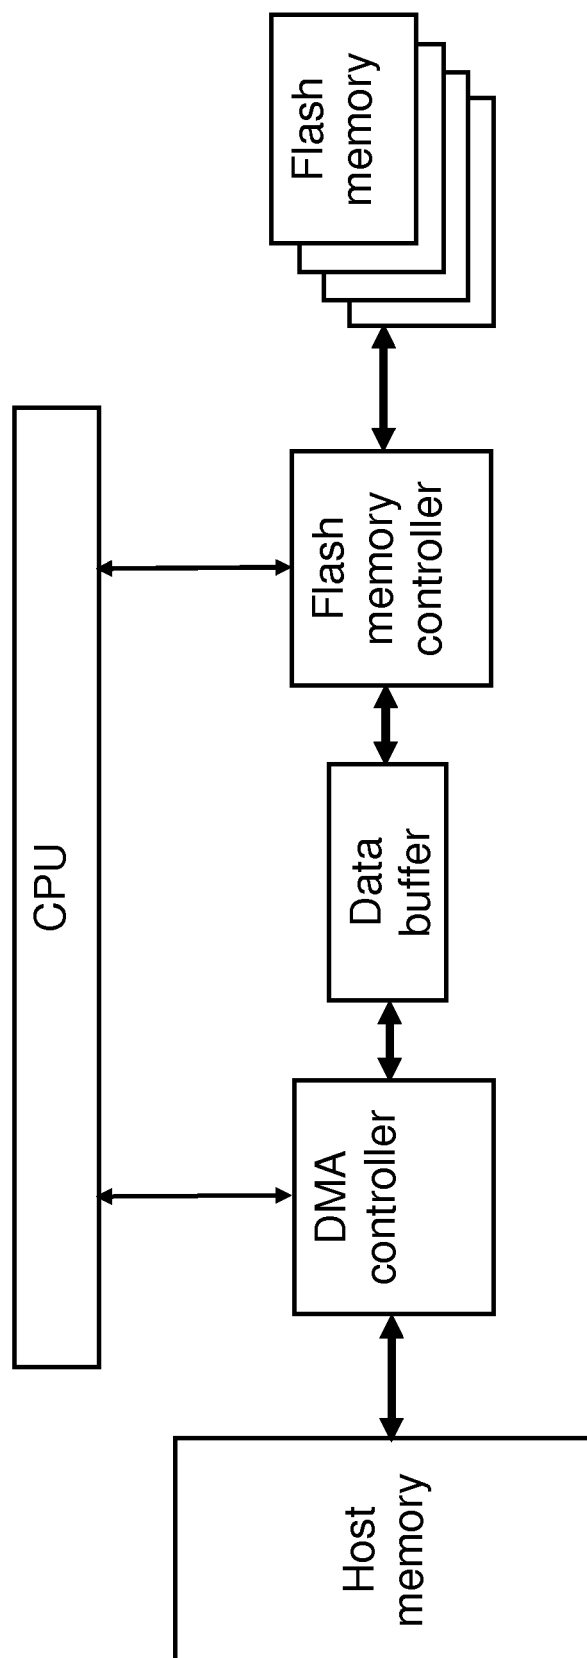 CPU
Host
memory
DMA
controller
Data
buffer
Flash
memory
controller
Flash
memory